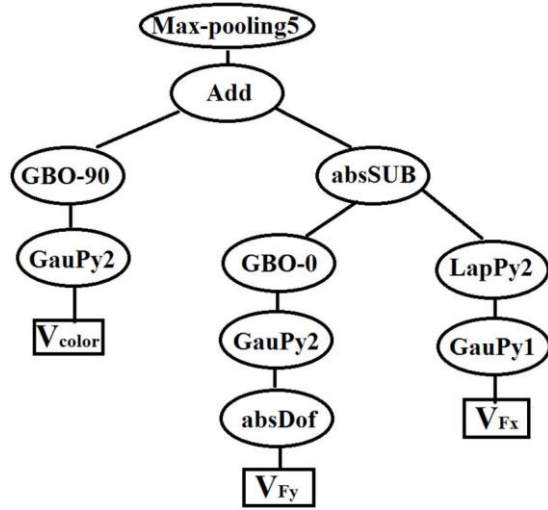 Max-pooling5
Add
GBO-90
absSUB
GauPy2
GBO-0
LapPy2
Vcolor
GauPy2
GauPy1
absDof
VFx
VFy